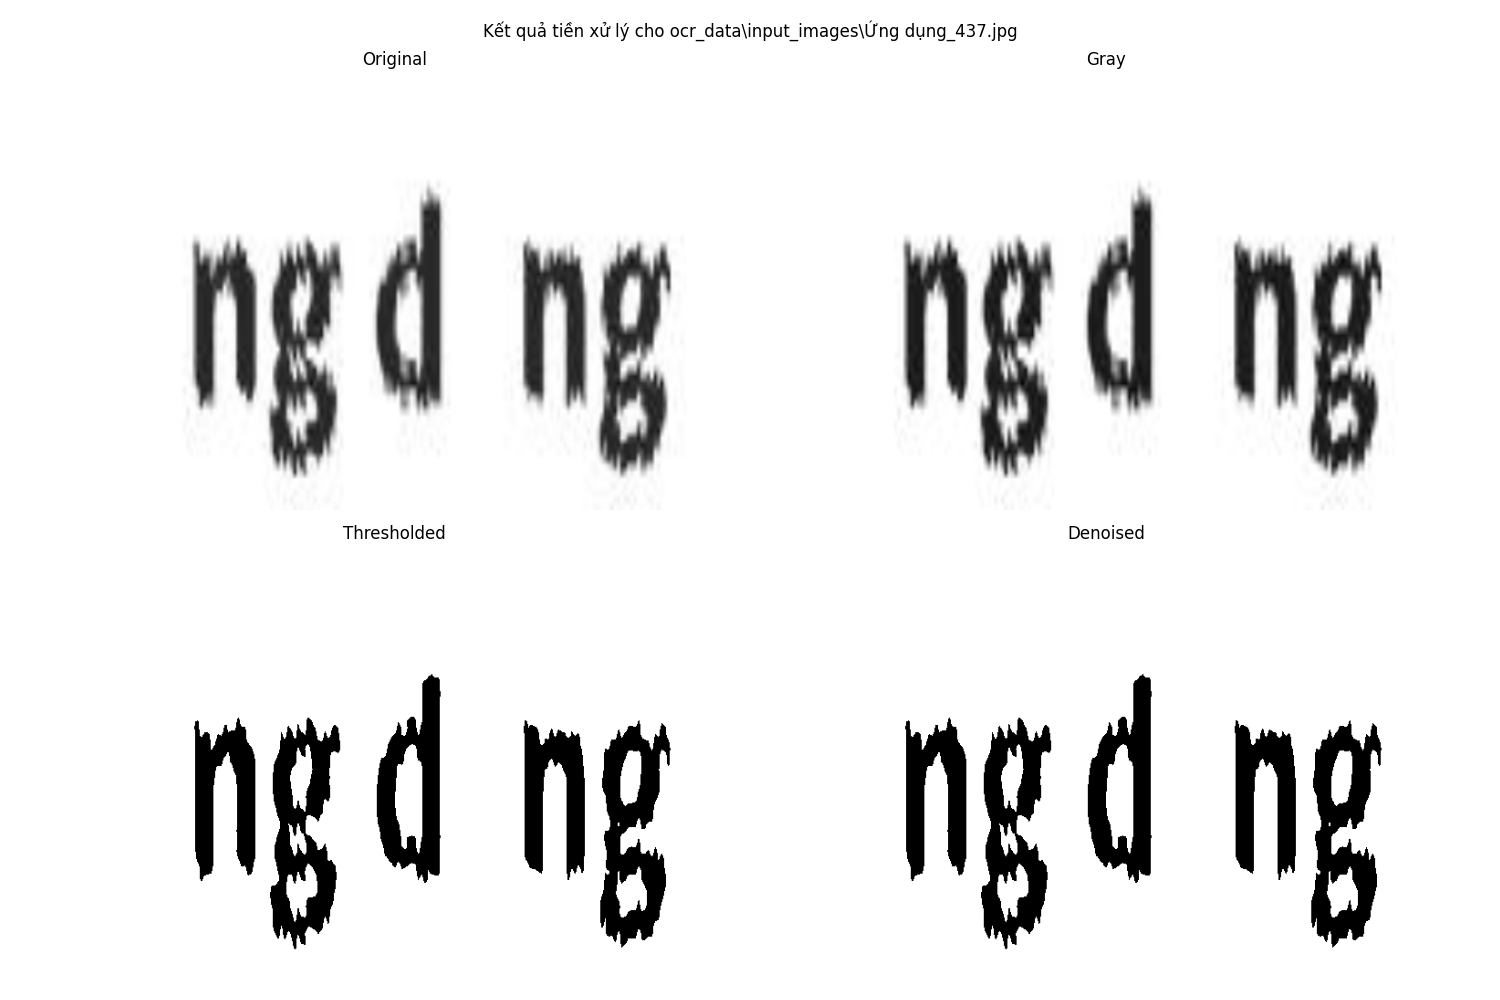 Kết quả tiền xử lý cho ocr_data\input_images\Ứng dụng_437.jpg
Original
Gray
ng d ng
ng d ng
Thresholded
Denoised
ng d ng
ng d ng